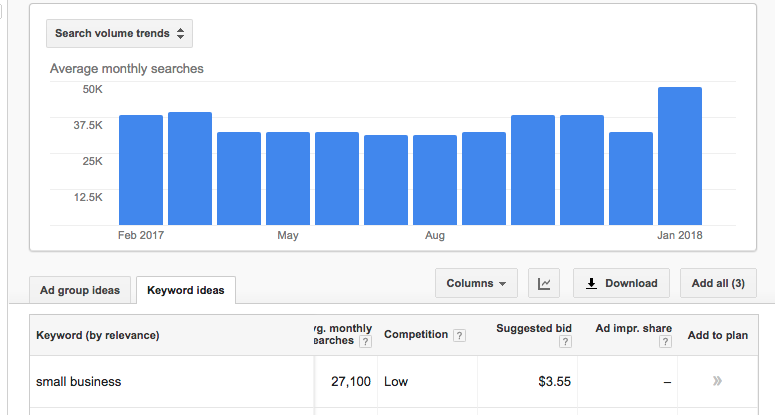 Search volume trends
Average monthly searches
50K
37.5K
25K
12.5K
Feb 2017 May Aug Jan 2018
Ad group ideas Keyword ideas Columns Download Add all (3)
Keyword (by relevance) monthly searches ? Competition ? Suggested bid ? Ad impr. share ? Add to plan
small business 27,100 Low $3.55 – »